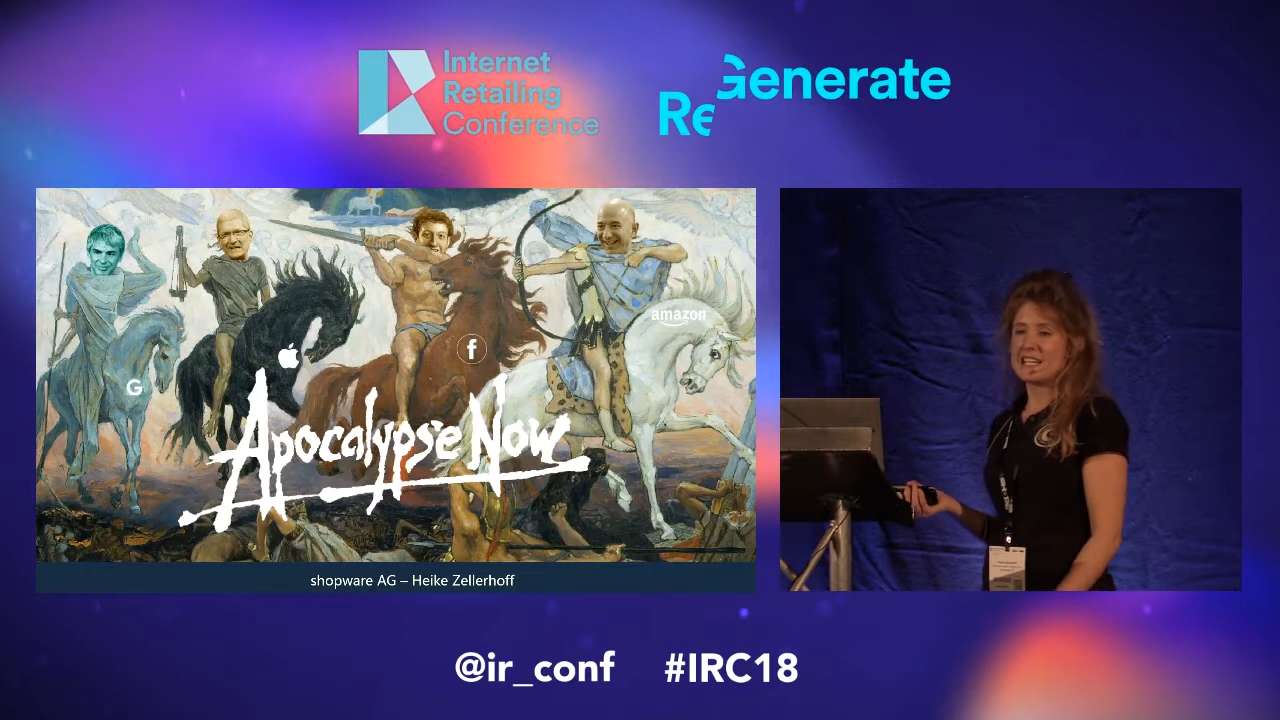 Internet
Retailing
Conference
ReGenerate
amazon
f
G
Apocalypse Now
shopware AG – Heike Zellerhoff
@ir_conf #IRC18